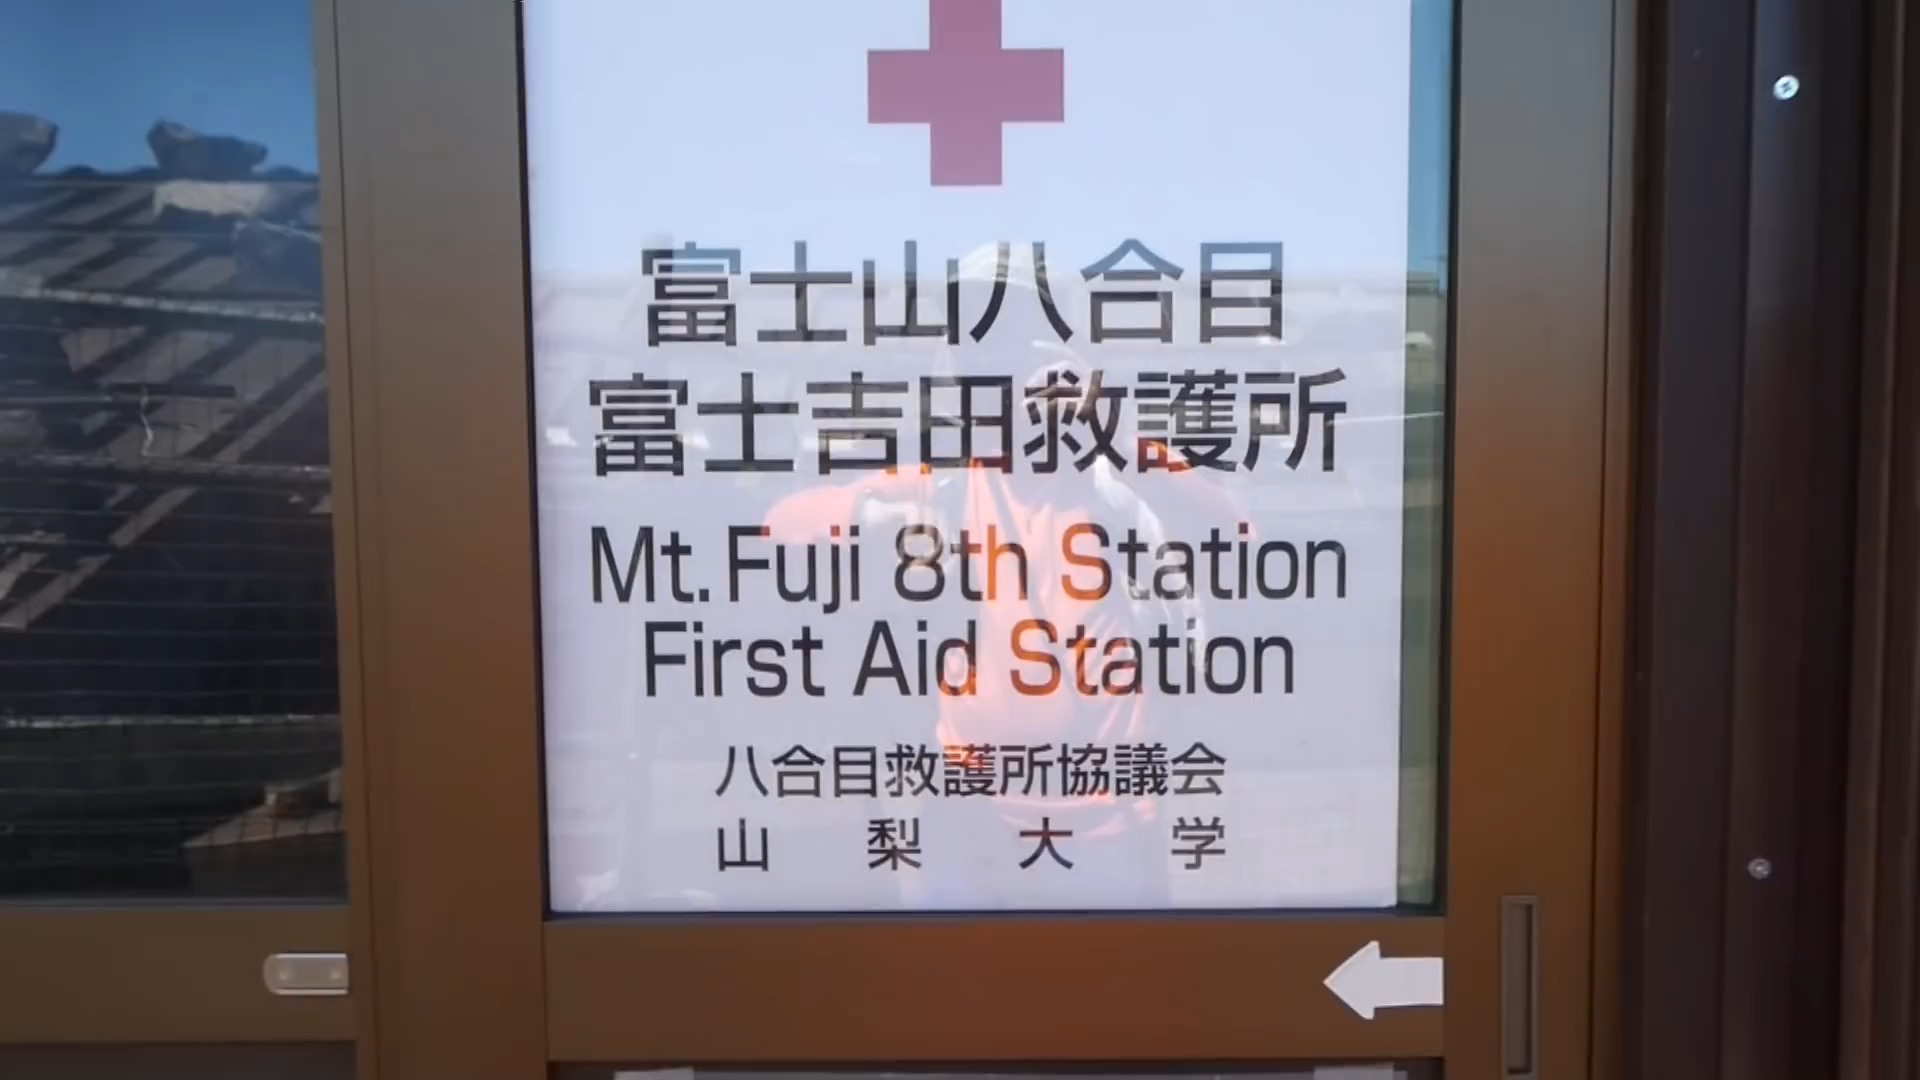 富士山八合目
富士吉田救護所
Mt. Fuji 8th Station
First Aid Station
八合目救護所協議会
山梨大学